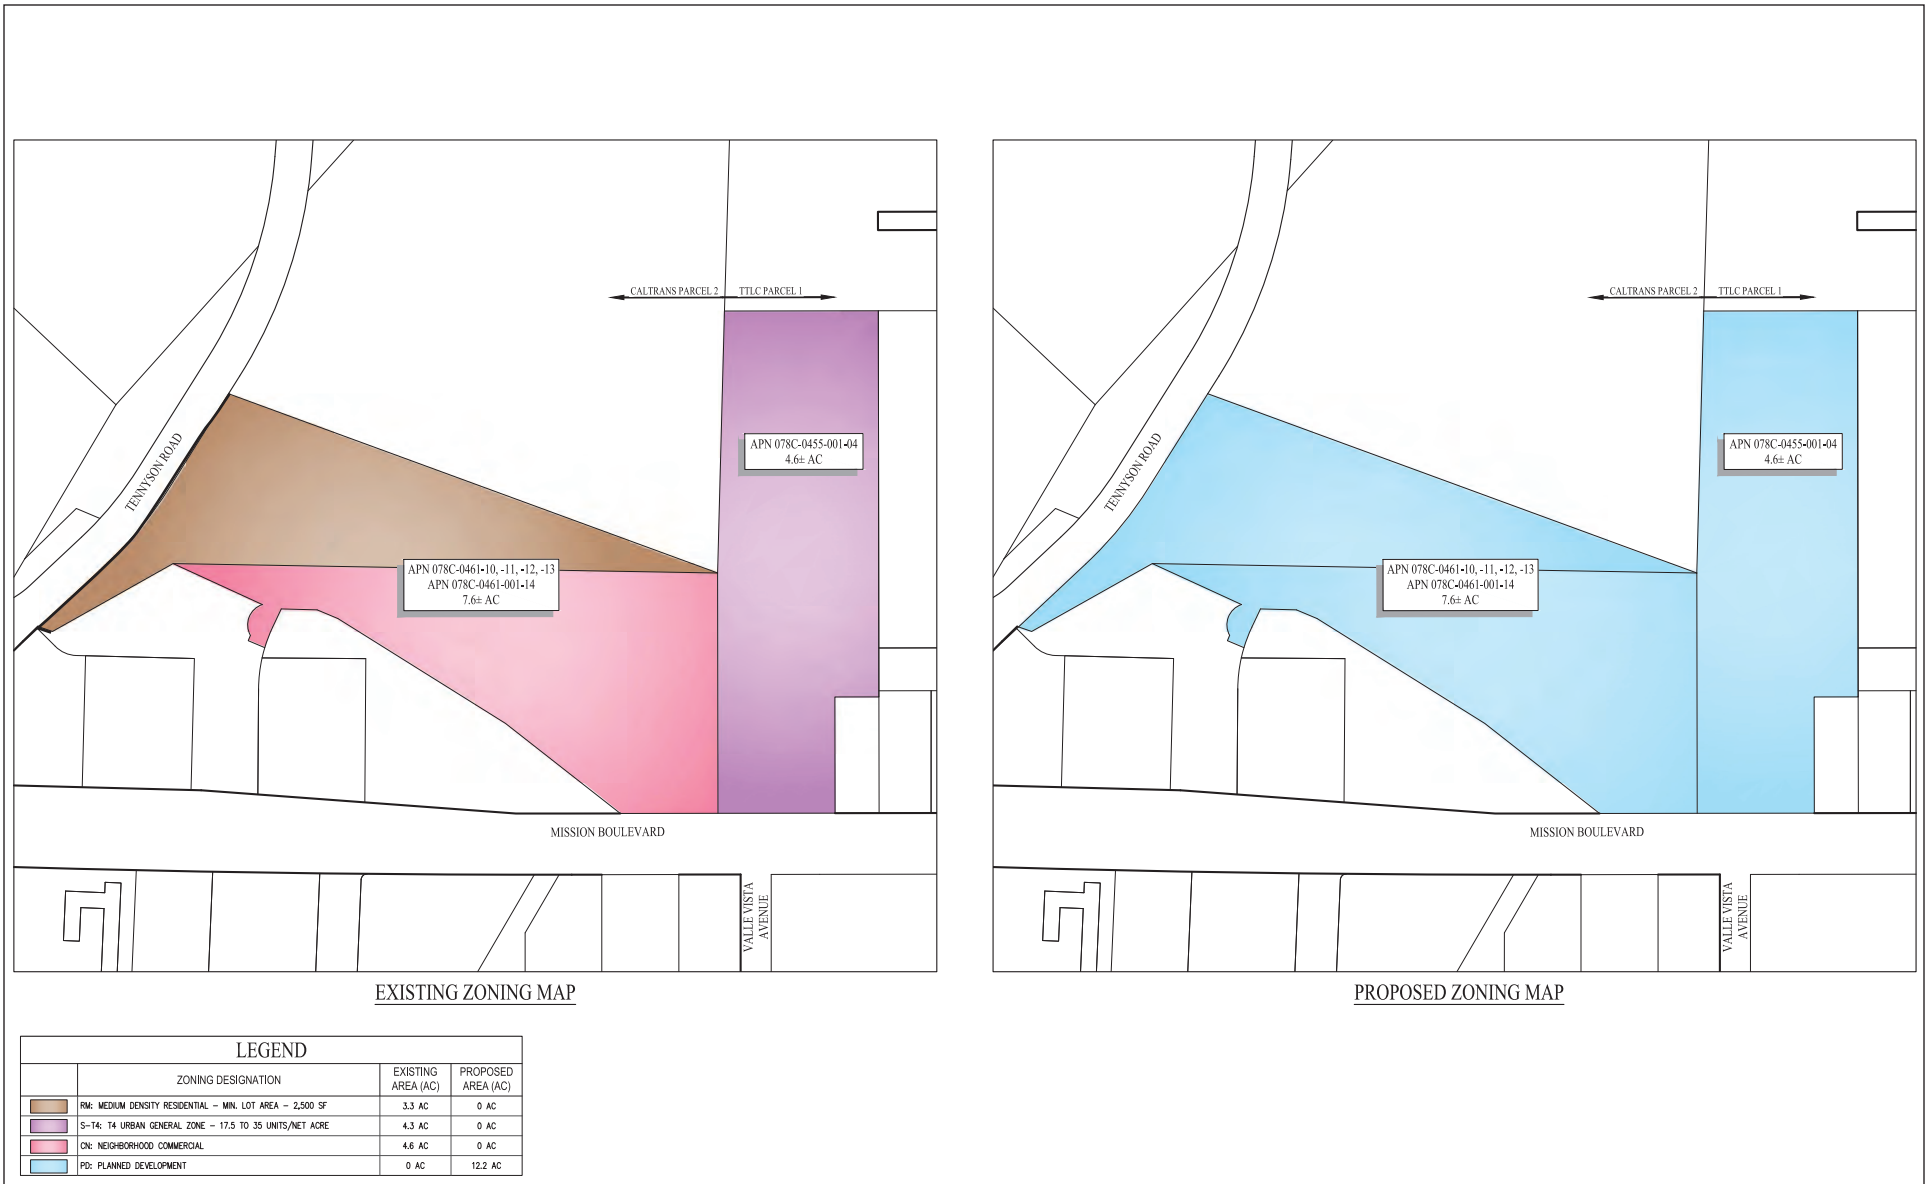 CALTRANS PARCEL 2
TTLC PARCEL 1
TENNYSON ROAD
APN 078C-0455-001-04
4.6± AC
APN 078C-0461-10, -11, -12, -13
APN 078C-0461-001-14
7.6± AC
MISSION BOULEVARD
VALLE VISTA
AVENUE
EXISTING ZONING MAP
CALTRANS PARCEL 2
TTLC PARCEL 1
TENNYSON ROAD
APN 078C-0455-001-04
4.6± AC
APN 078C-0461-10, -11, -12, -13
APN 078C-0461-001-14
7.6± AC
MISSION BOULEVARD
VALLE VISTA
AVENUE
PROPOSED ZONING MAP
LEGEND
ZONING DESIGNATION EXISTING AREA (AC) PROPOSED AREA (AC)
RM: MEDIUM DENSITY RESIDENTIAL - MIN. LOT AREA - 2,500 SF 3.3 AC 0 AC
S-T4: T4 URBAN GENERAL ZONE - 17.5 TO 35 UNITS/NET ACRE 4.3 AC 0 AC
CN: NEIGHBORHOOD COMMERCIAL 4.6 AC 0 AC
PD: PLANNED DEVELOPMENT 0 AC 12.2 AC